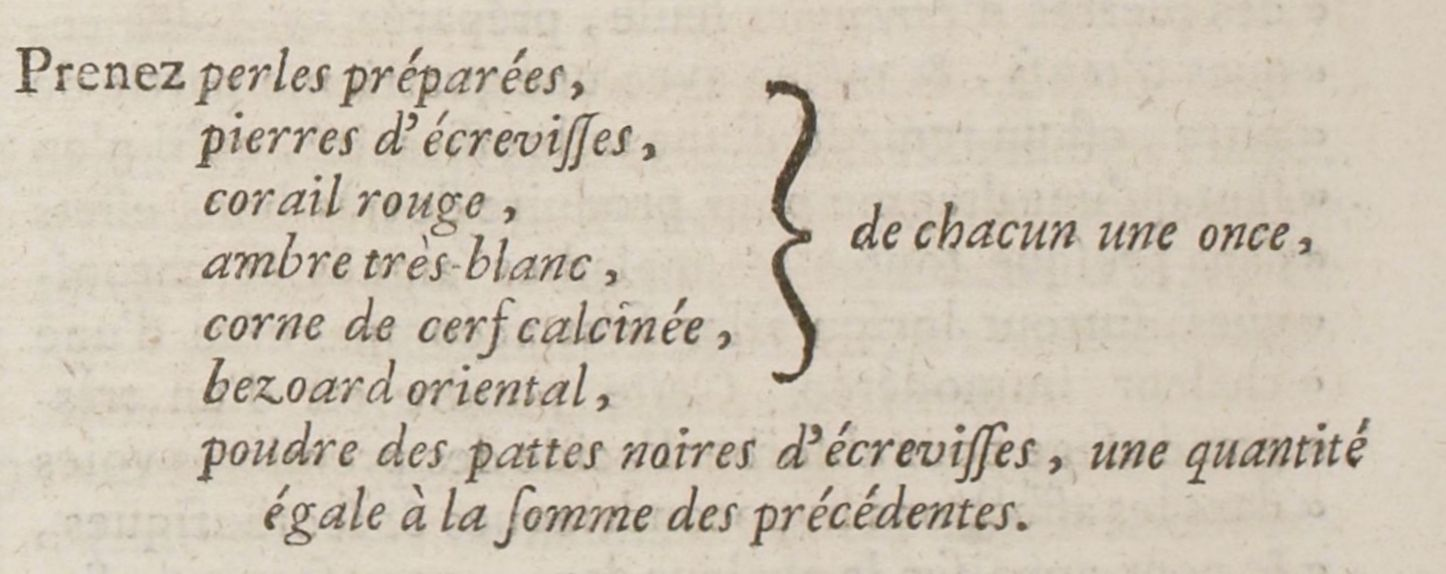 Prenez perles préparées,
pierres d'écreviſſes,
corail rouge,
ambre très-blanc,
corne de cerf calcinée,
bezoard oriental,
} de chacun une once,
poudre des pattes noires d'écreviſſes, une quantité
égale à la ſomme des précédentes.